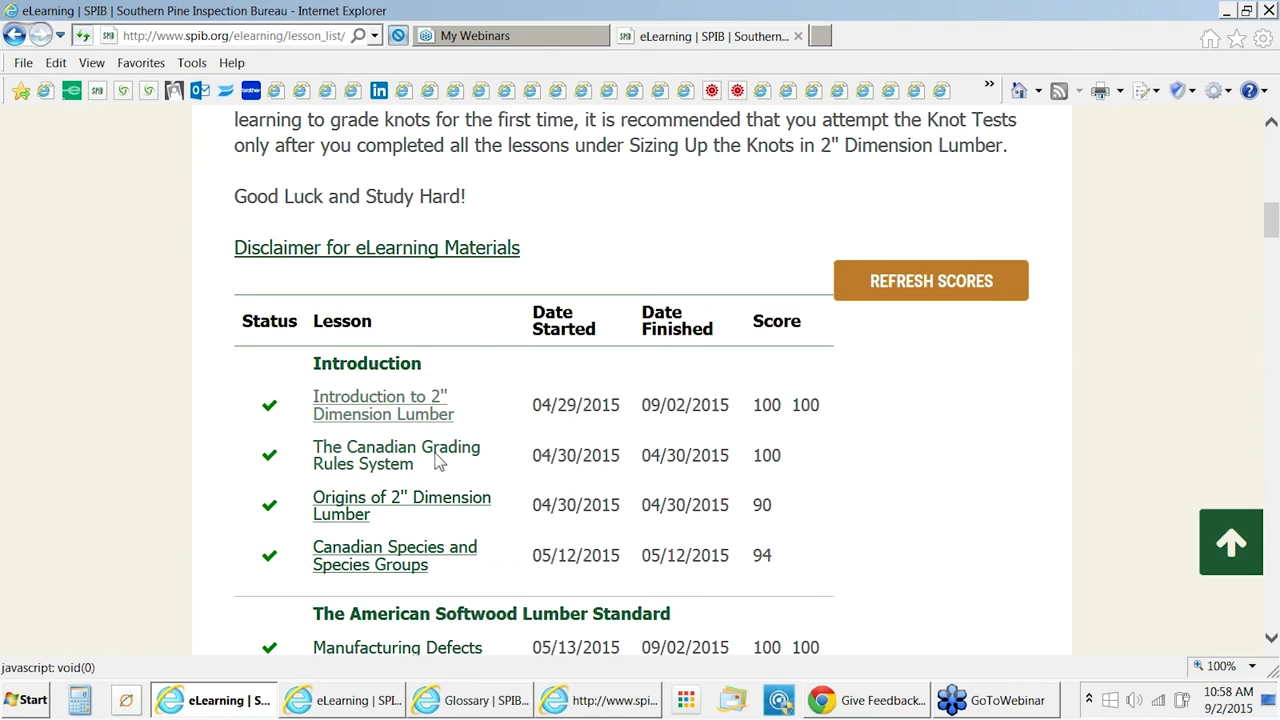 eLearning | SPIB | Southern Pine Inspection Bureau - Internet Explorer
http://www.spib.org/elearning/lesson_list/
My Webinars
SPIB
eLearning | SPIB | Southern...
File Edit View Favorites Tools Help
SPIB
learning to grade knots for the first time, it is recommended that you attempt the Knot Tests
only after you completed all the lessons under Sizing Up the Knots in 2" Dimension Lumber.
Good Luck and Study Hard!
Disclaimer for eLearning Materials
REFRESH SCORES
Status Lesson Date Started Date Finished Score
Introduction
Introduction to 2" Dimension Lumber 04/29/2015 09/02/2015 100 100
The Canadian Grading Rules System 04/30/2015 04/30/2015 100
Origins of 2" Dimension Lumber 04/30/2015 04/30/2015 90
Canadian Species and Species Groups 05/12/2015 05/12/2015 94
The American Softwood Lumber Standard
Manufacturing Defects 05/13/2015 09/02/2015 100 100
javascript: void(0)
100%
Start
eLearning | S...
eLearning | SPI...
Glossary | SPIB...
http://www.spi...
Give Feedback...
GoToWebinar
10:58 AM
9/2/2015